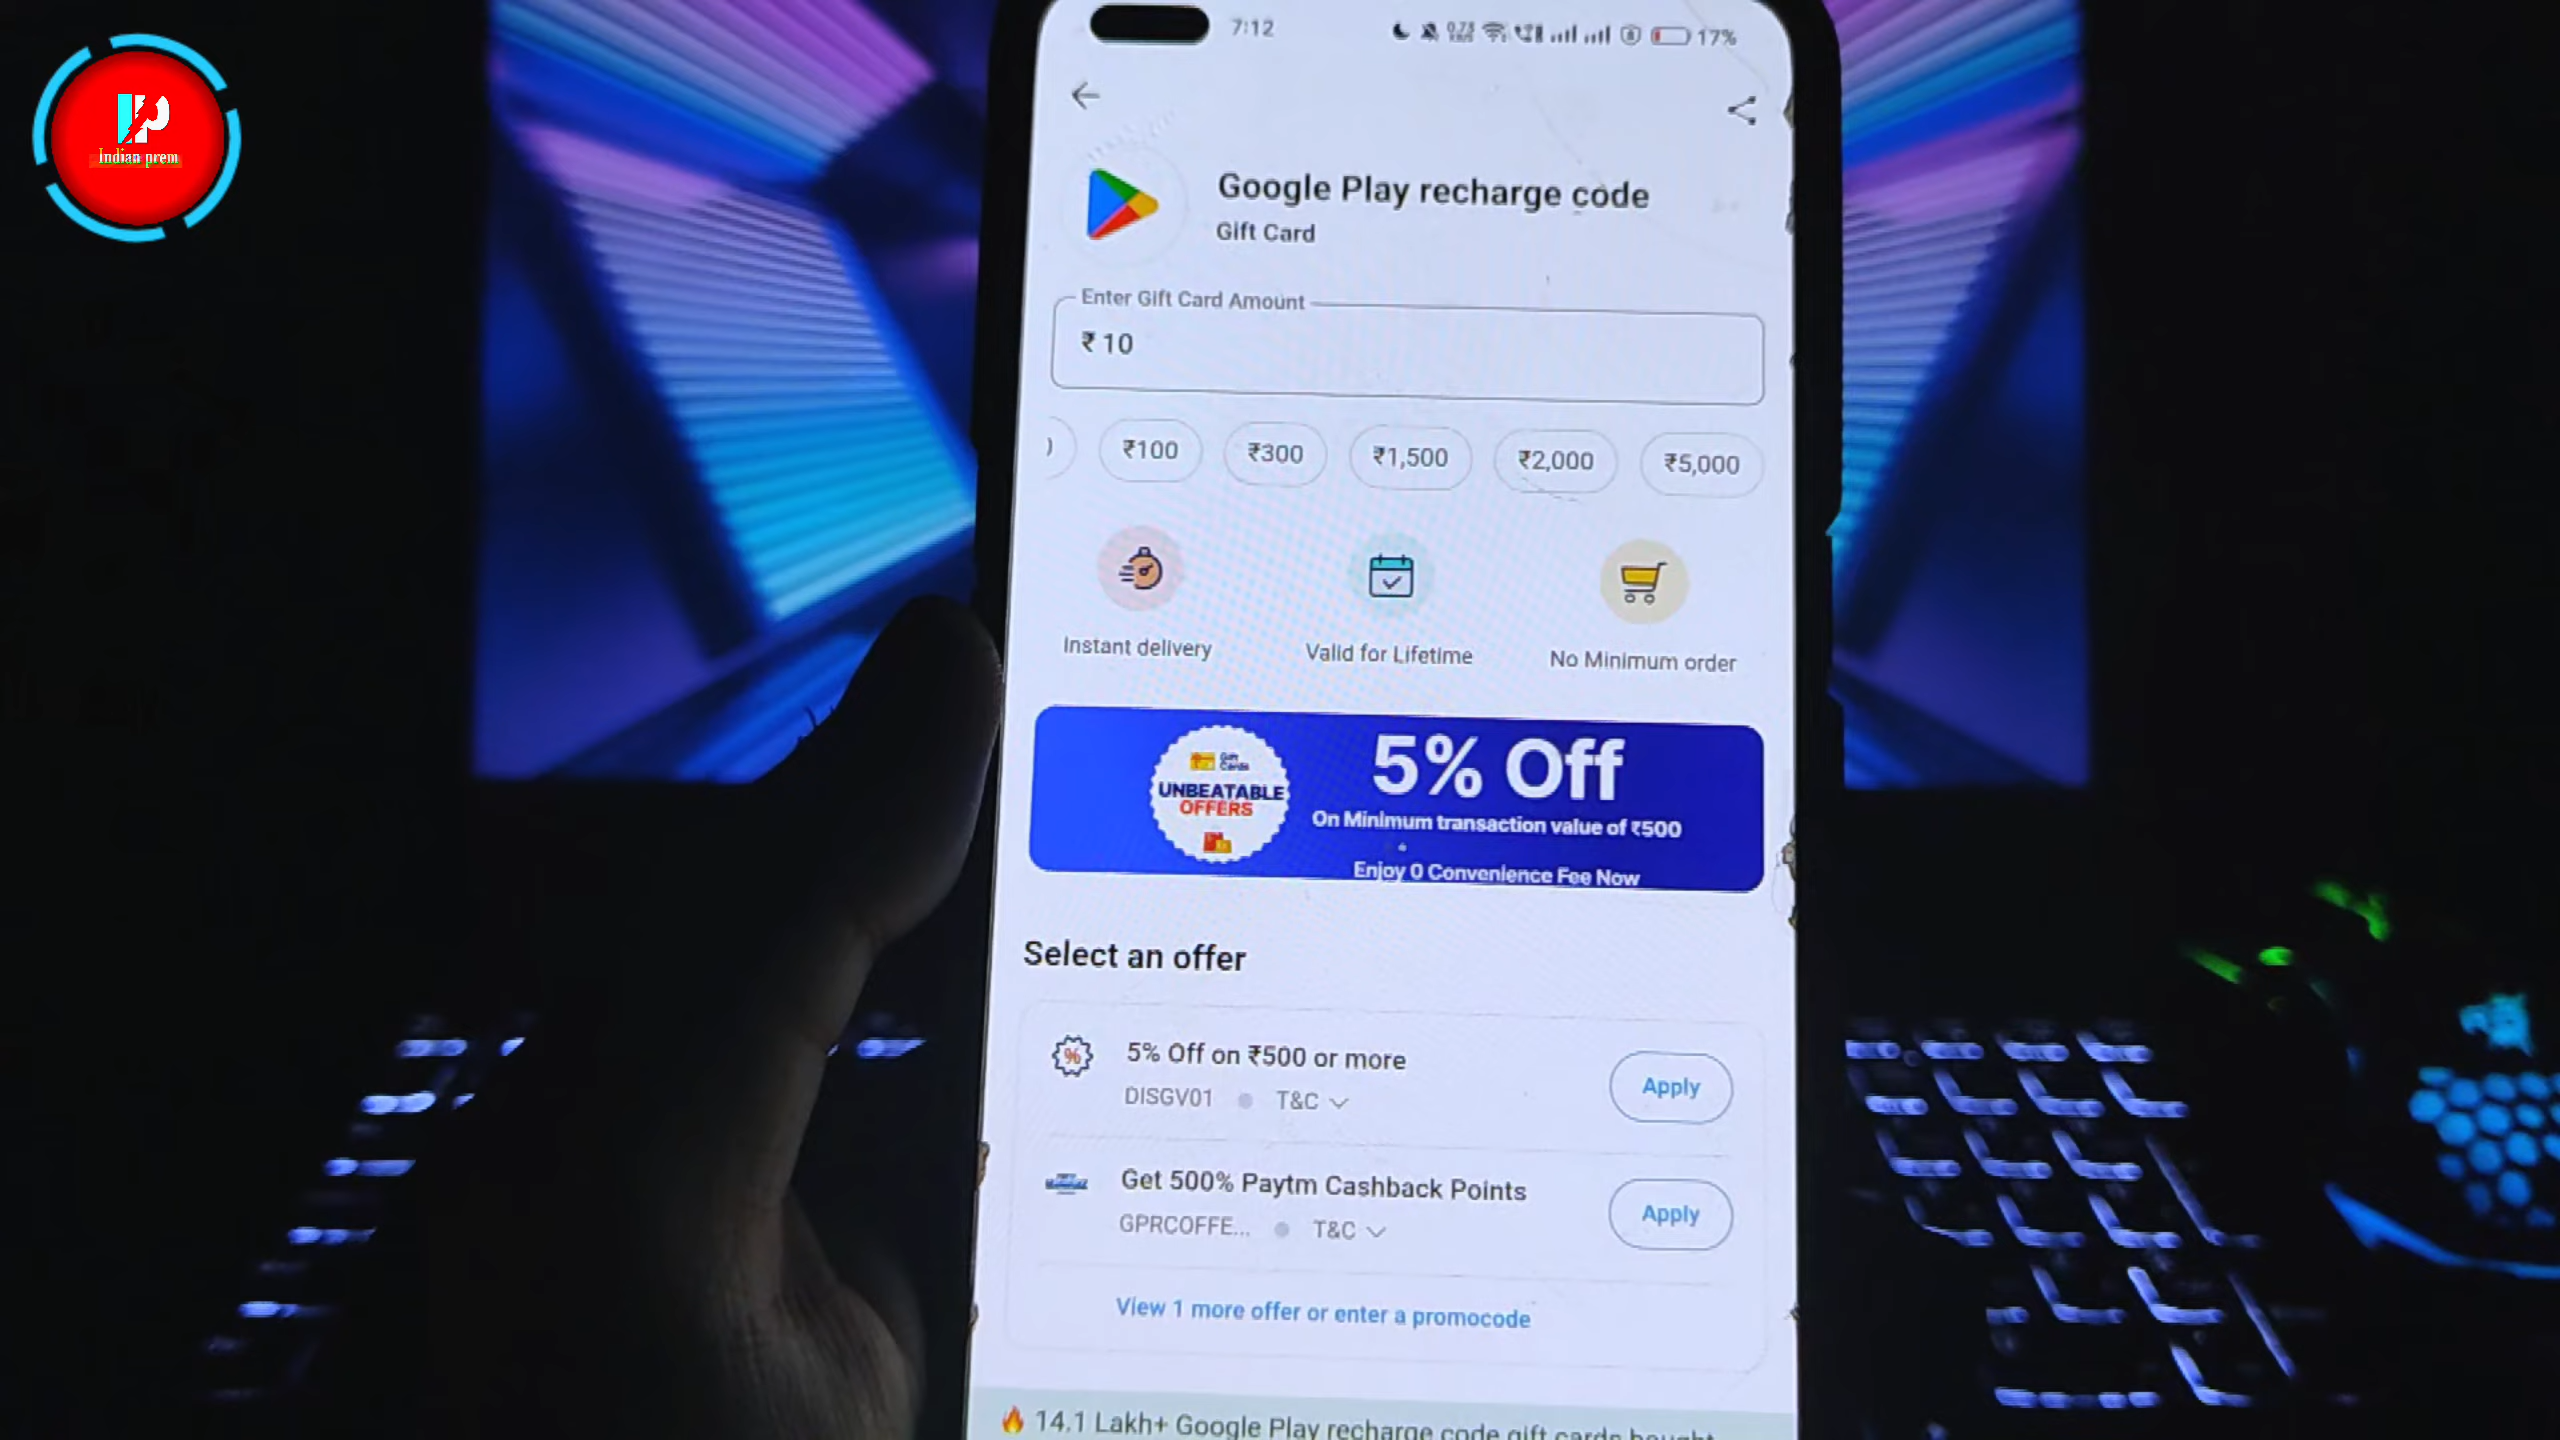 Indian prem
7:12
17%
Google Play recharge code
Gift Card
Enter Gift Card Amount
₹ 10
₹100
₹300
₹1,500
₹2,000
₹5,000
Instant delivery
Valid for Lifetime
No Minimum order
Gift Cards
UNBEATABLE
OFFERS
5% Off
On Minimum transaction value of ₹500
Enjoy 0 Convenience Fee Now
Select an offer
5% Off on ₹500 or more
Apply
DISGV01
T&C
Get 500% Paytm Cashback Points
Apply
GPRCOFFE...
T&C
View 1 more offer or enter a promocode
14.1 Lakh+ Google Play recharge code gift cards bought